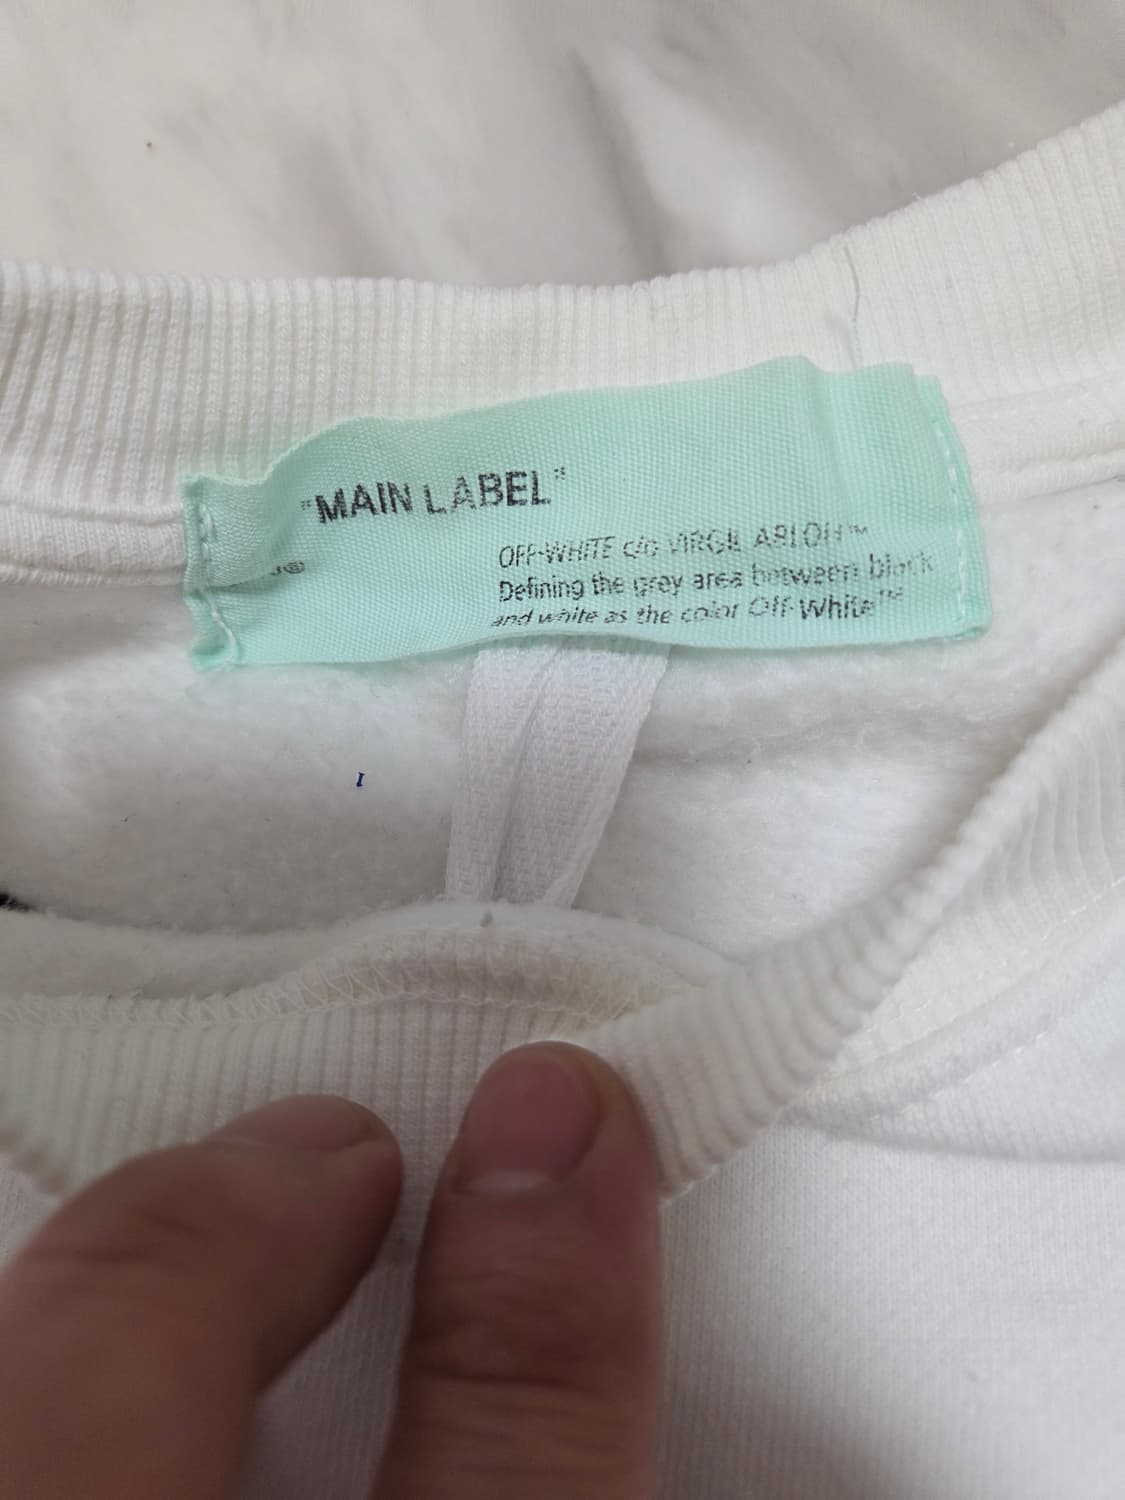 "MAIN LABEL"
OFF-WHITE c/o VIRGIL ABLOH™
Defining the grey area between black
and white as the color Off-White™
®